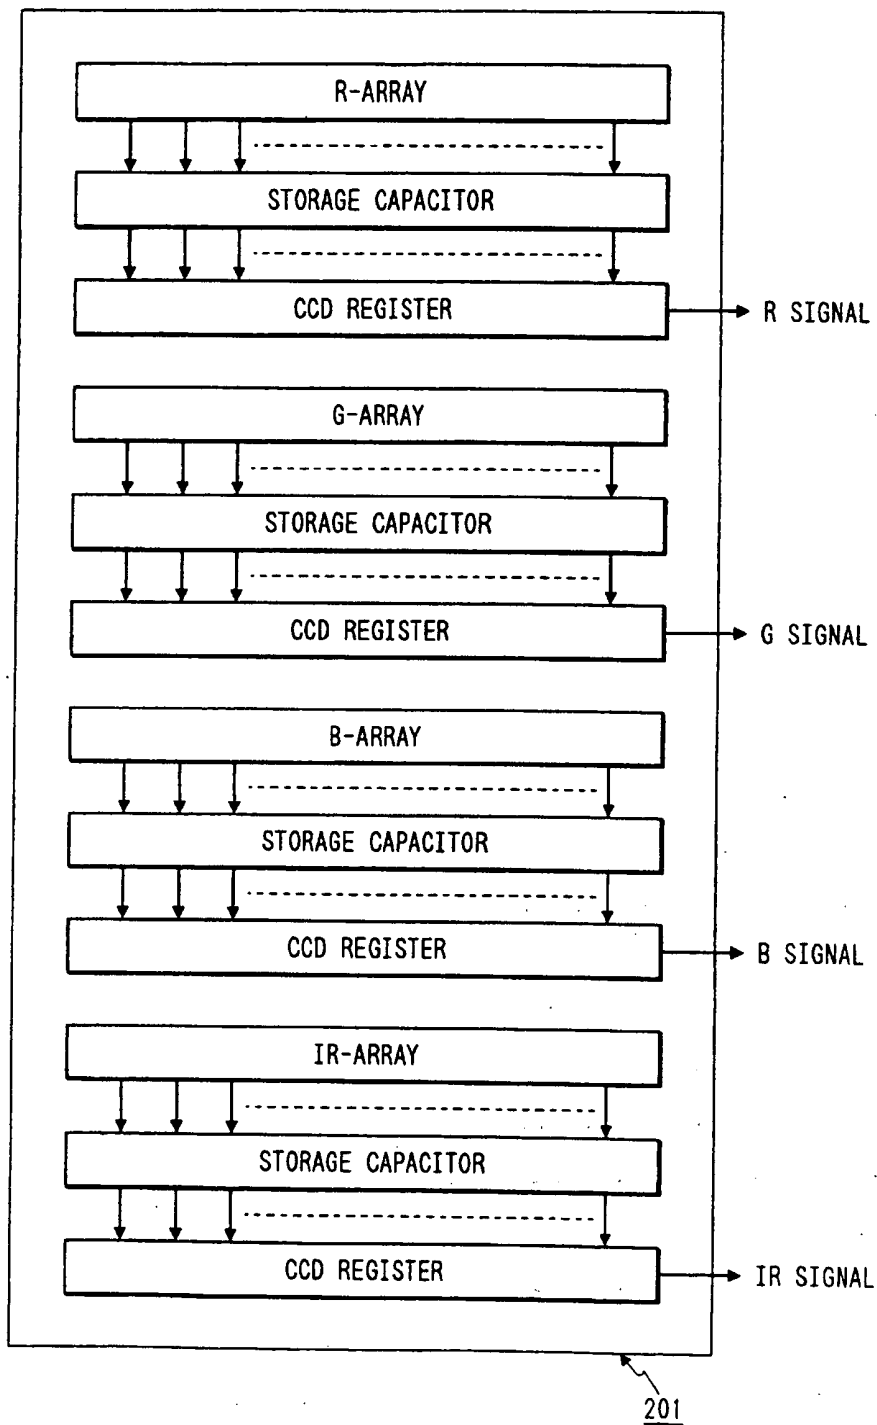 R-ARRAY
STORAGE CAPACITOR
CCD REGISTER
R SIGNAL
G-ARRAY
STORAGE CAPACITOR
CCD REGISTER
G SIGNAL
B-ARRAY
STORAGE CAPACITOR
CCD REGISTER
B SIGNAL
IR-ARRAY
STORAGE CAPACITOR
CCD REGISTER
IR SIGNAL
201